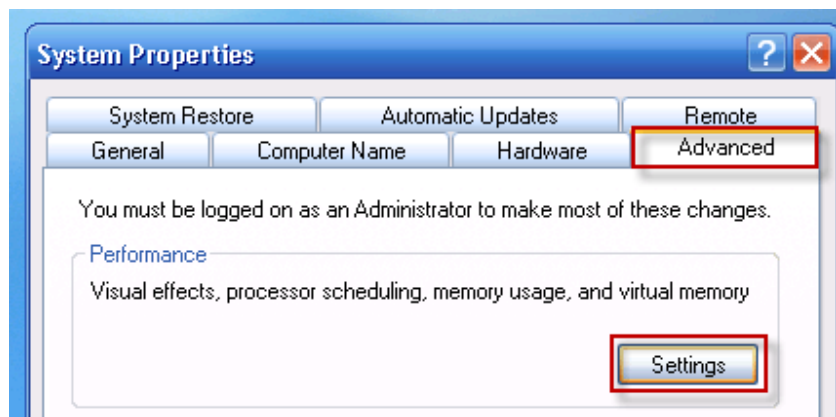 System Properties
System Restore Automatic Updates Remote
General Computer Name Hardware Advanced
You must be logged on as an Administrator to make most of these changes.
Performance
Visual effects, processor scheduling, memory usage, and virtual memory
Settings